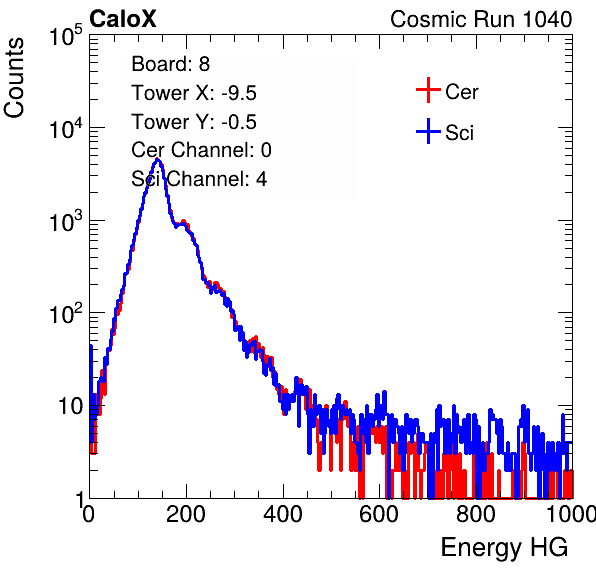 CaloX Cosmic Run 1040
Counts
10^5
10^4
10^3
10^2
10
1
Board: 8
Tower X: -9.5
Tower Y: -0.5
Cer Channel: 0
Sci Channel: 4
Cer
Sci
0 200 400 600 800 1000
Energy HG